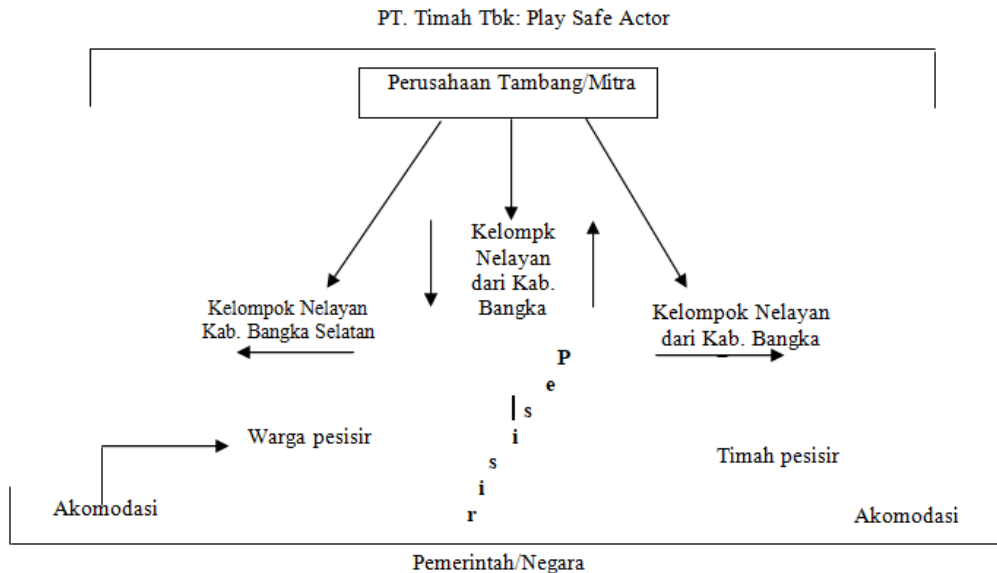 PT. Timah Tbk: Play Safe Actor
Perusahaan Tambang/Mitra
Kelompk
Nelayan
dari Kab.
Bangka
Kelompok Nelayan
Kab. Bangka Selatan
Kelompok Nelayan
dari Kab. Bangka
P
e
s
i
s
i
r
Warga pesisir
Timah pesisir
Akomodasi
Akomodasi
Pemerintah/Negara